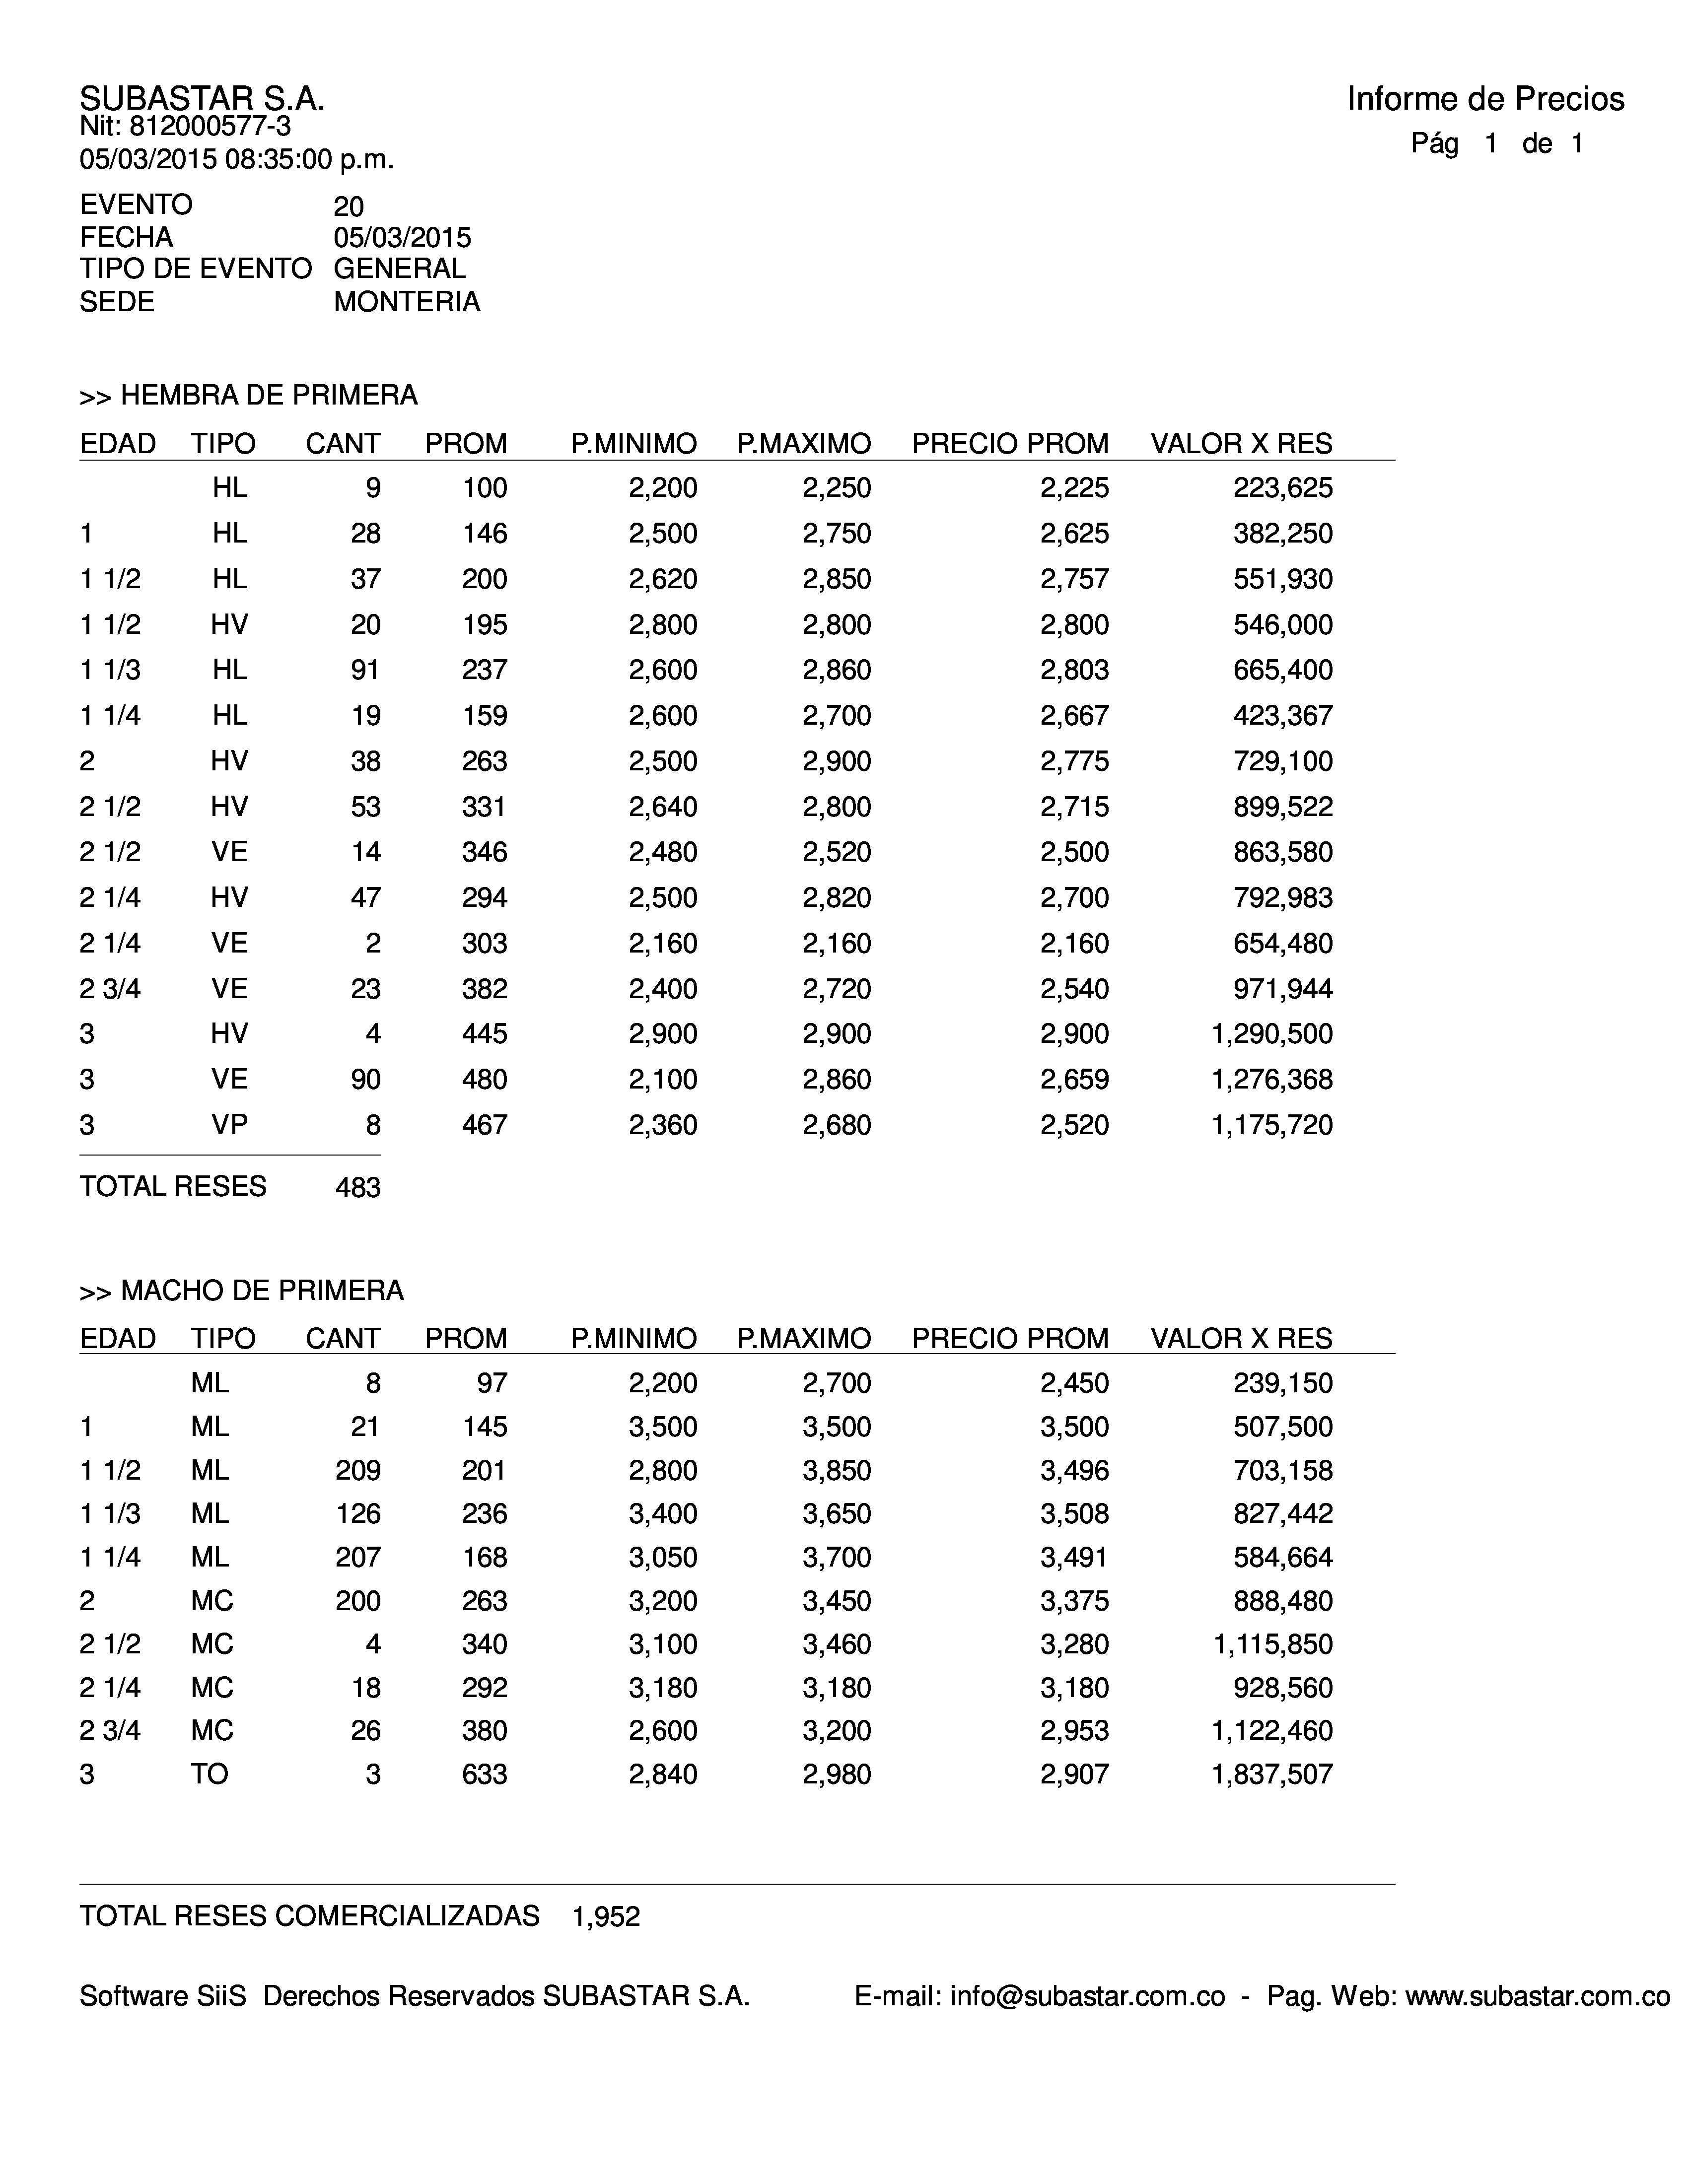 SUBASTAR S.A.
Informe de Precios
Nit: 812000577-3
05/03/2015 08:35:00 p.m.
Pág 1 de 1
EVENTO 20
FECHA 05/03/2015
TIPO DE EVENTO GENERAL
SEDE MONTERIA
>> HEMBRA DE PRIMERA
EDAD TIPO CANT PROM P.MINIMO P.MAXIMO PRECIO PROM VALOR X RES
HL 9 100 2,200 2,250 2,225 223,625
1 HL 28 146 2,500 2,750 2,625 382,250
1 1/2 HL 37 200 2,620 2,850 2,757 551,930
1 1/2 HV 20 195 2,800 2,800 2,800 546,000
1 1/3 HL 91 237 2,600 2,860 2,803 665,400
1 1/4 HL 19 159 2,600 2,700 2,667 423,367
2 HV 38 263 2,500 2,900 2,775 729,100
2 1/2 HV 53 331 2,640 2,800 2,715 899,522
2 1/2 VE 14 346 2,480 2,520 2,500 863,580
2 1/4 HV 47 294 2,500 2,820 2,700 792,983
2 1/4 VE 2 303 2,160 2,160 2,160 654,480
2 3/4 VE 23 382 2,400 2,720 2,540 971,944
3 HV 4 445 2,900 2,900 2,900 1,290,500
3 VE 90 480 2,100 2,860 2,659 1,276,368
3 VP 8 467 2,360 2,680 2,520 1,175,720
TOTAL RESES 483
>> MACHO DE PRIMERA
EDAD TIPO CANT PROM P.MINIMO P.MAXIMO PRECIO PROM VALOR X RES
ML 8 97 2,200 2,700 2,450 239,150
1 ML 21 145 3,500 3,500 3,500 507,500
1 1/2 ML 209 201 2,800 3,850 3,496 703,158
1 1/3 ML 126 236 3,400 3,650 3,508 827,442
1 1/4 ML 207 168 3,050 3,700 3,491 584,664
2 MC 200 263 3,200 3,450 3,375 888,480
2 1/2 MC 4 340 3,100 3,460 3,280 1,115,850
2 1/4 MC 18 292 3,180 3,180 3,180 928,560
2 3/4 MC 26 380 2,600 3,200 2,953 1,122,460
3 TO 3 633 2,840 2,980 2,907 1,837,507
TOTAL RESES COMERCIALIZADAS 1,952
Software SiiS Derechos Reservados SUBASTAR S.A. E-mail: info@subastar.com.co - Pag. Web: www.subastar.com.co